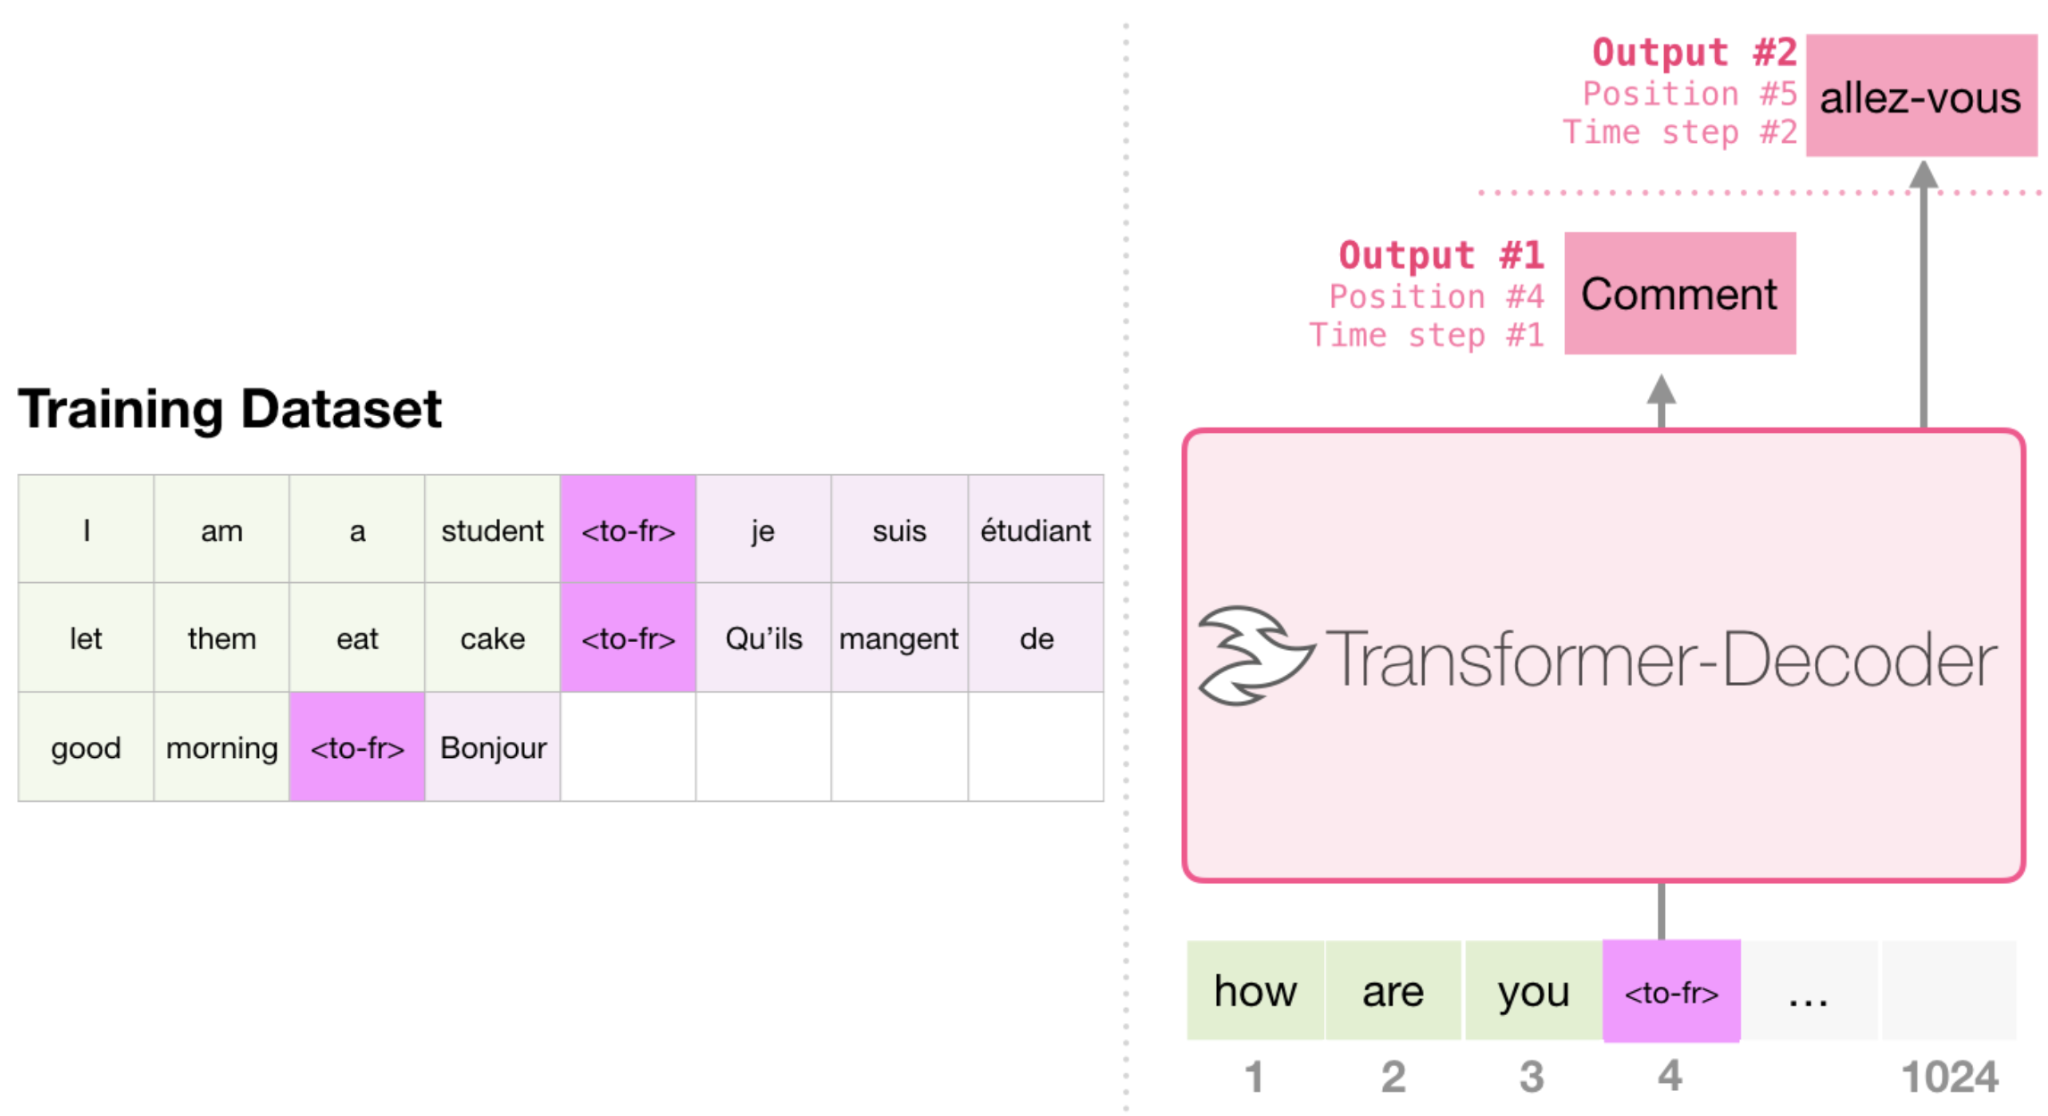 Training Dataset
I am a student <to-fr> je suis étudiant
let them eat cake <to-fr> Qu’ils mangent de
good morning <to-fr> Bonjour
Output #2
Position #5
Time step #2
allez-vous
Output #1
Position #4
Time step #1
Comment
Transformer-Decoder
how are you <to-fr> ...
1 2 3 4 1024